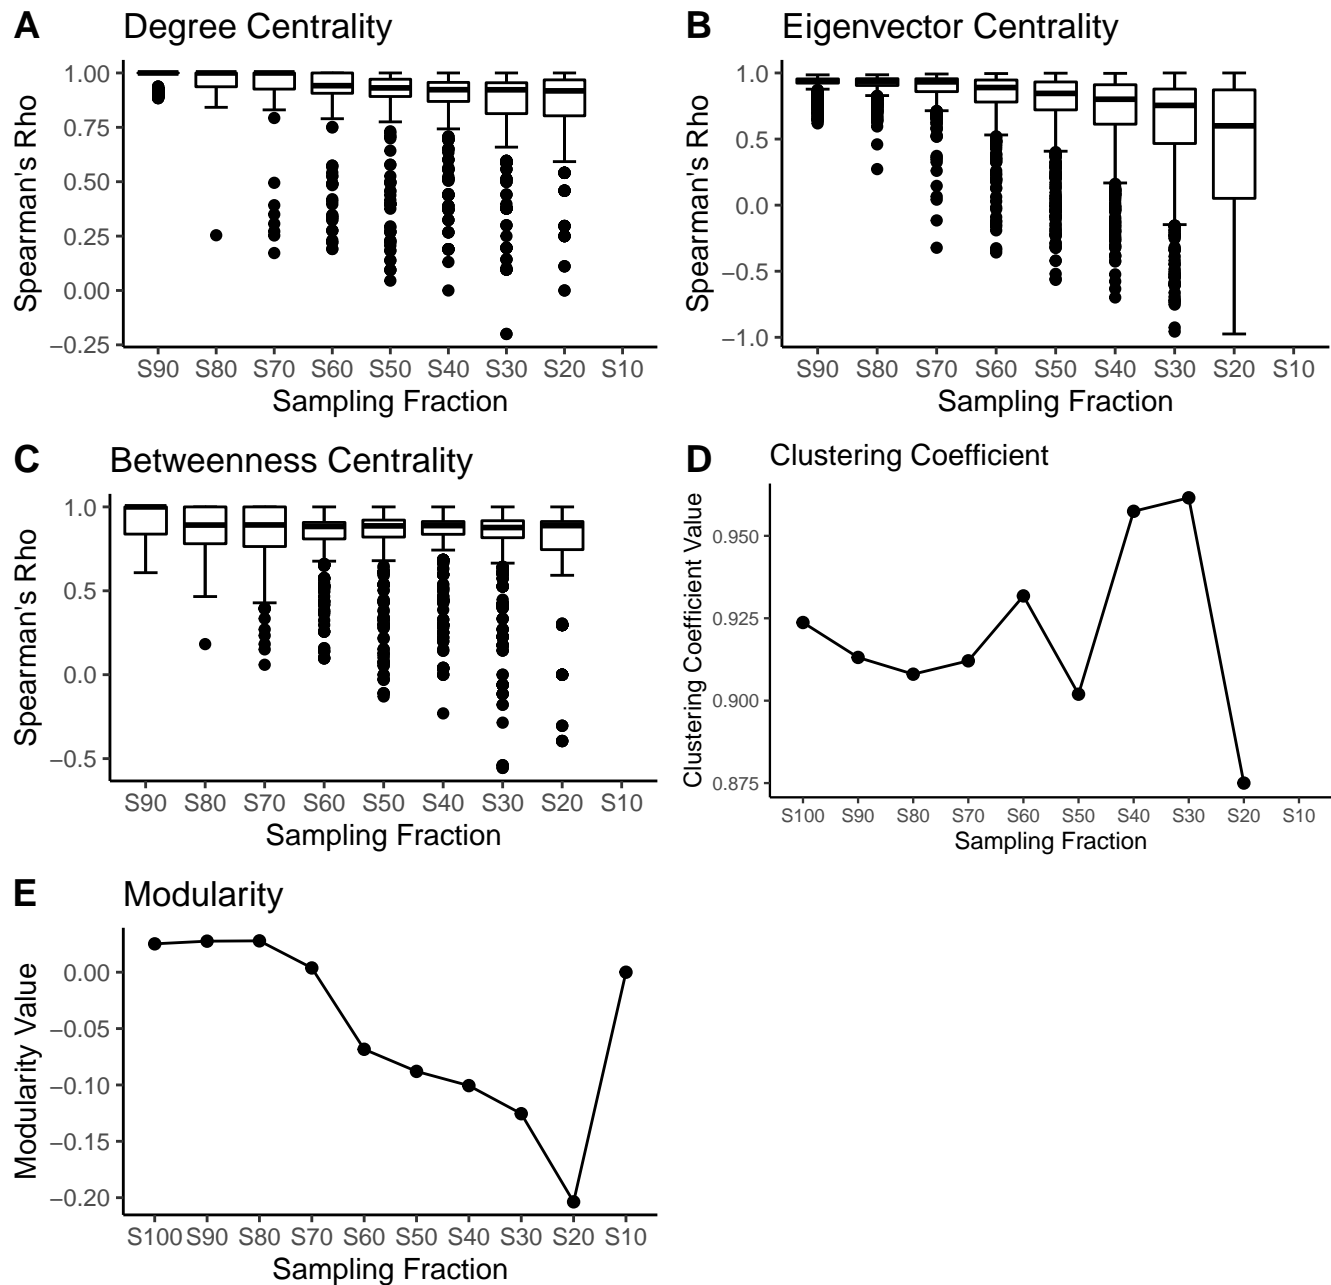 A Degree Centrality
Spearman's Rho
1.00
0.75
0.50
0.25
0.00
−0.25
S90 S80 S70 S60 S50 S40 S30 S20 S10
Sampling Fraction
B Eigenvector Centrality
Spearman's Rho
1.0
0.5
0.0
−0.5
−1.0
S90 S80 S70 S60 S50 S40 S30 S20 S10
Sampling Fraction
C Betweenness Centrality
Spearman's Rho
1.0
0.5
0.0
−0.5
S90 S80 S70 S60 S50 S40 S30 S20 S10
Sampling Fraction
D Clustering Coefficient
Clustering Coefficient Value
0.950
0.925
0.900
0.875
S100 S90 S80 S70 S60 S50 S40 S30 S20 S10
Sampling Fraction
E Modularity
Modularity Value
0.00
−0.05
−0.10
−0.15
−0.20
S100 S90 S80 S70 S60 S50 S40 S30 S20 S10
Sampling Fraction